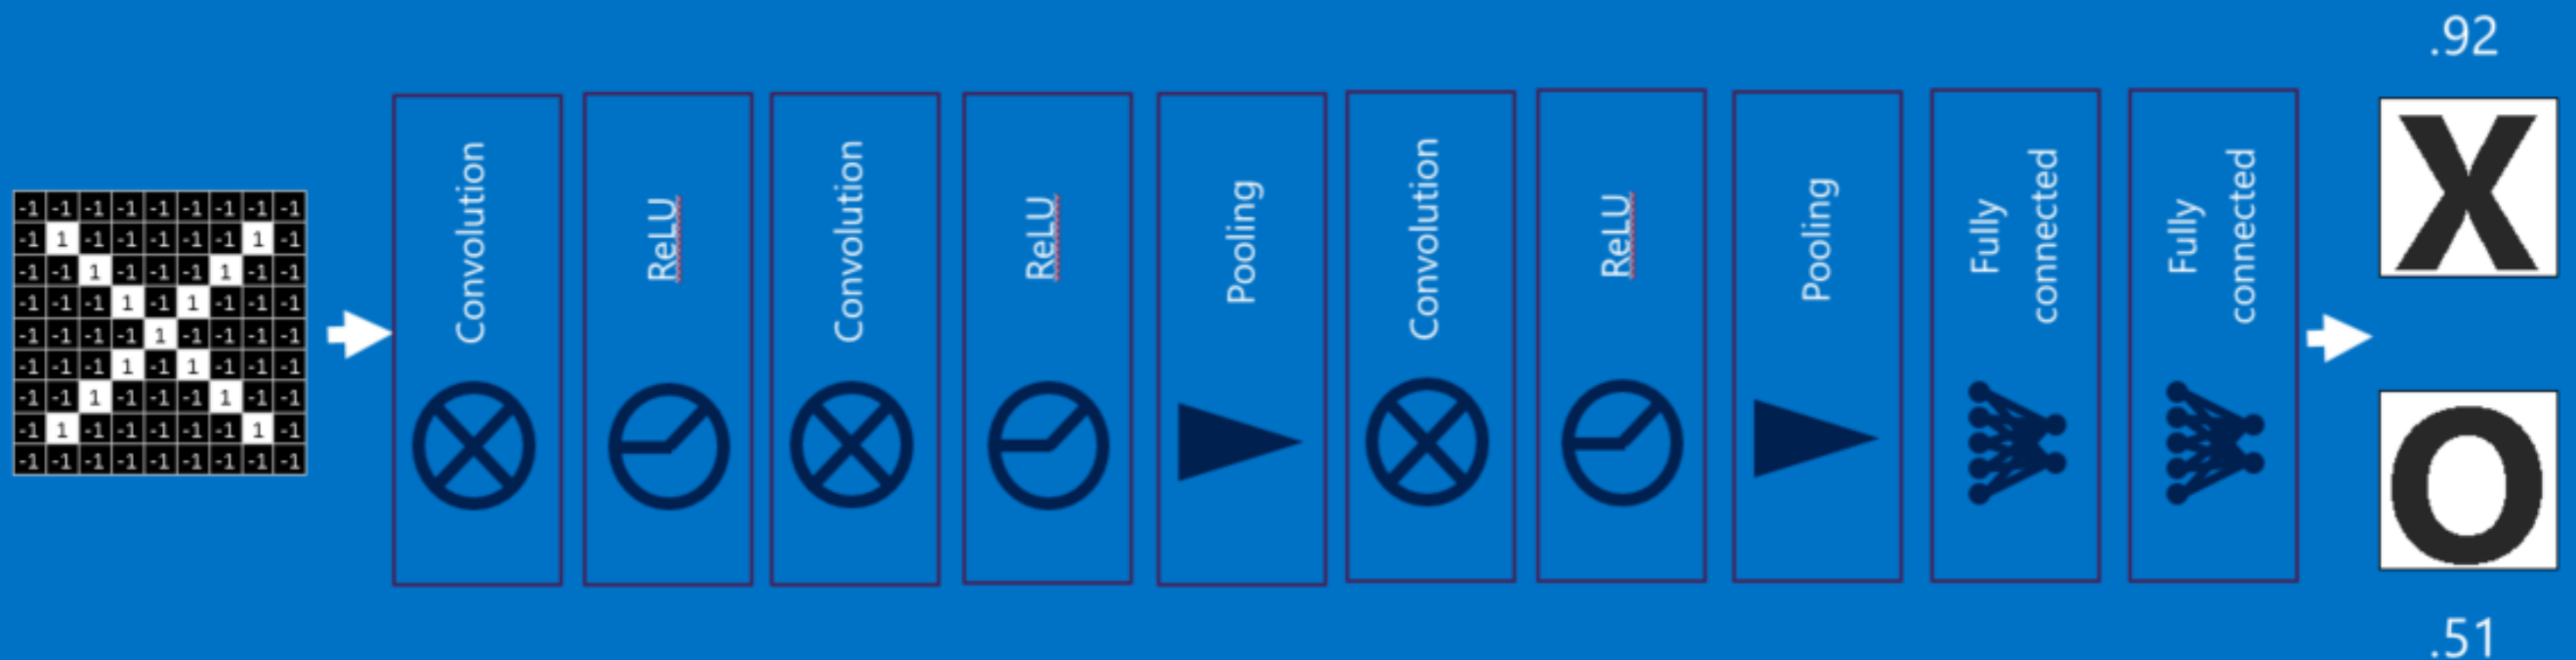 -1 -1 -1 -1 -1 -1 -1 -1 -1
-1 1 -1 -1 -1 -1 -1 1 -1
-1 -1 1 -1 -1 -1 1 -1 -1
-1 -1 -1 1 -1 1 -1 -1 -1
-1 -1 -1 -1 1 -1 -1 -1 -1
-1 -1 -1 1 -1 1 -1 -1 -1
-1 -1 1 -1 -1 -1 1 -1 -1
-1 1 -1 -1 -1 -1 -1 1 -1
-1 -1 -1 -1 -1 -1 -1 -1 -1
Convolution
ReLU
Convolution
ReLU
Pooling
Convolution
ReLU
Pooling
Fully
connected
Fully
connected
.92
X
O
.51